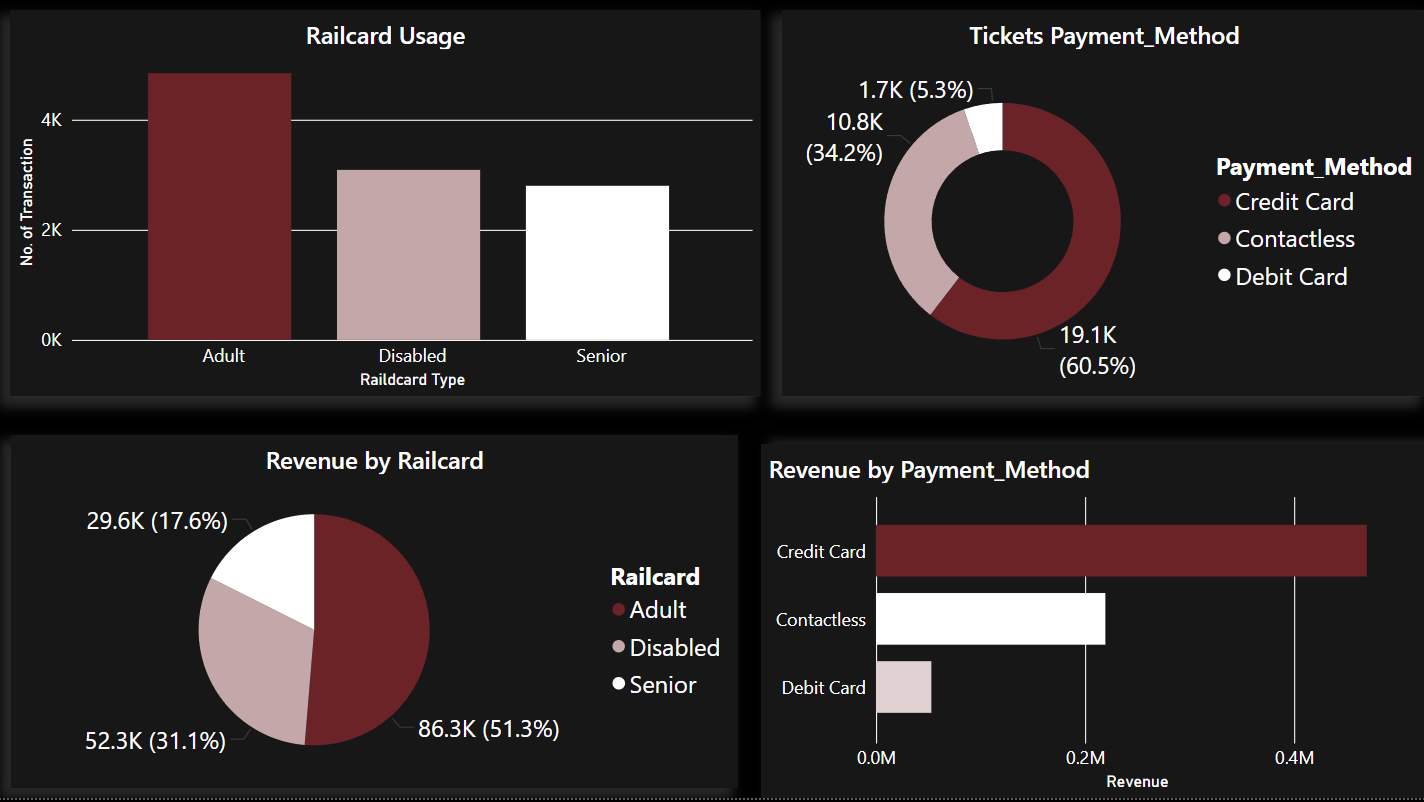 Railcard Usage
No. of Transaction
4K
2K
0K
Adult
Disabled
Senior
Raildcard Type
Tickets Payment_Method
1.7K (5.3%)
10.8K
(34.2%)
19.1K
(60.5%)
Payment_Method
Credit Card
Contactless
Debit Card
Revenue by Railcard
29.6K (17.6%)
52.3K (31.1%)
86.3K (51.3%)
Railcard
Adult
Disabled
Senior
Revenue by Payment_Method
Credit Card
Contactless
Debit Card
0.0M
0.2M
0.4M
Revenue